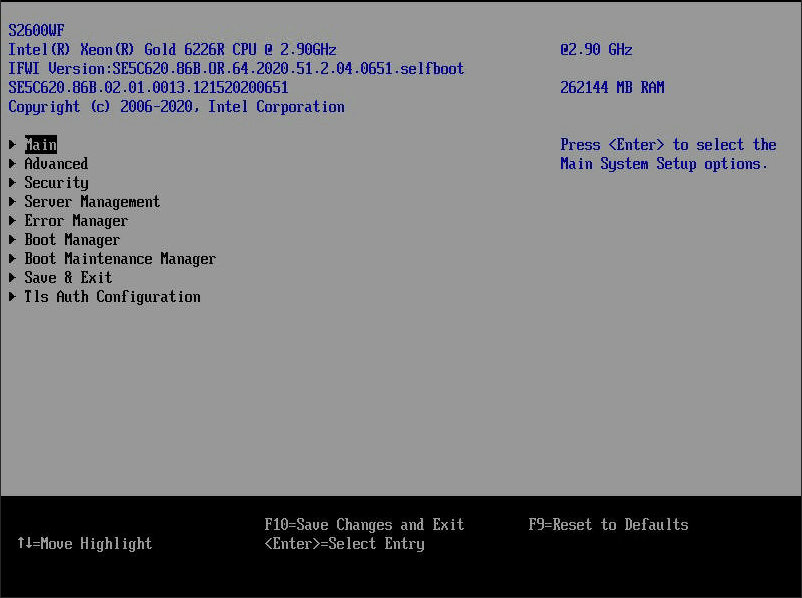 S2600WF
Intel(R) Xeon(R) Gold 6226R CPU @ 2.90GHz @2.90 GHz
IFWI Version:SE5C620.86B.OR.64.2020.51.2.04.0651.selfboot
SE5C620.86B.02.01.0013.121520200651 262144 MB RAM
Copyright (c) 2006-2020, Intel Corporation
Main
Advanced
Security
Server Management
Error Manager
Boot Manager
Boot Maintenance Manager
Save & Exit
Tls Auth Configuration
Press <Enter> to select the
Main System Setup options.
F10=Save Changes and Exit F9=Reset to Defaults
↑↓=Move Highlight <Enter>=Select Entry